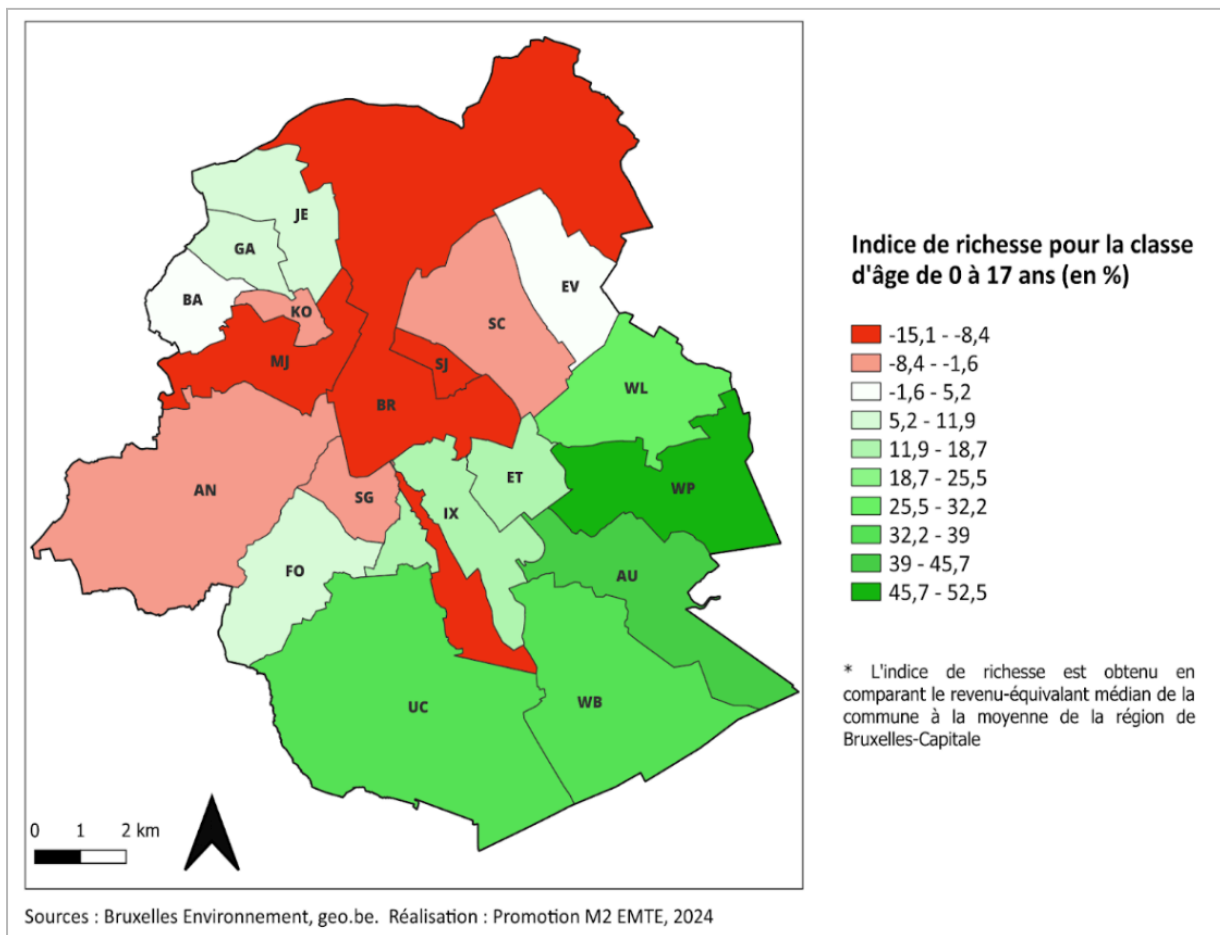 JE
GA
BA
KO
EV
SC
MJ
SJ
BR
WL
AN
SG
ET
WP
IX
FO
AU
UC
WB
0 1 2 km
Indice de richesse pour la classe
d'âge de 0 à 17 ans (en %)
-15,1 - -8,4
-8,4 - -1,6
-1,6 - 5,2
5,2 - 11,9
11,9 - 18,7
18,7 - 25,5
25,5 - 32,2
32,2 - 39
39 - 45,7
45,7 - 52,5
* L'indice de richesse est obtenu en
comparant le revenu-équivalent médian de la
commune à la moyenne de la région de
Bruxelles-Capitale
Sources : Bruxelles Environnement, geo.be. Réalisation : Promotion M2 EMTE, 2024